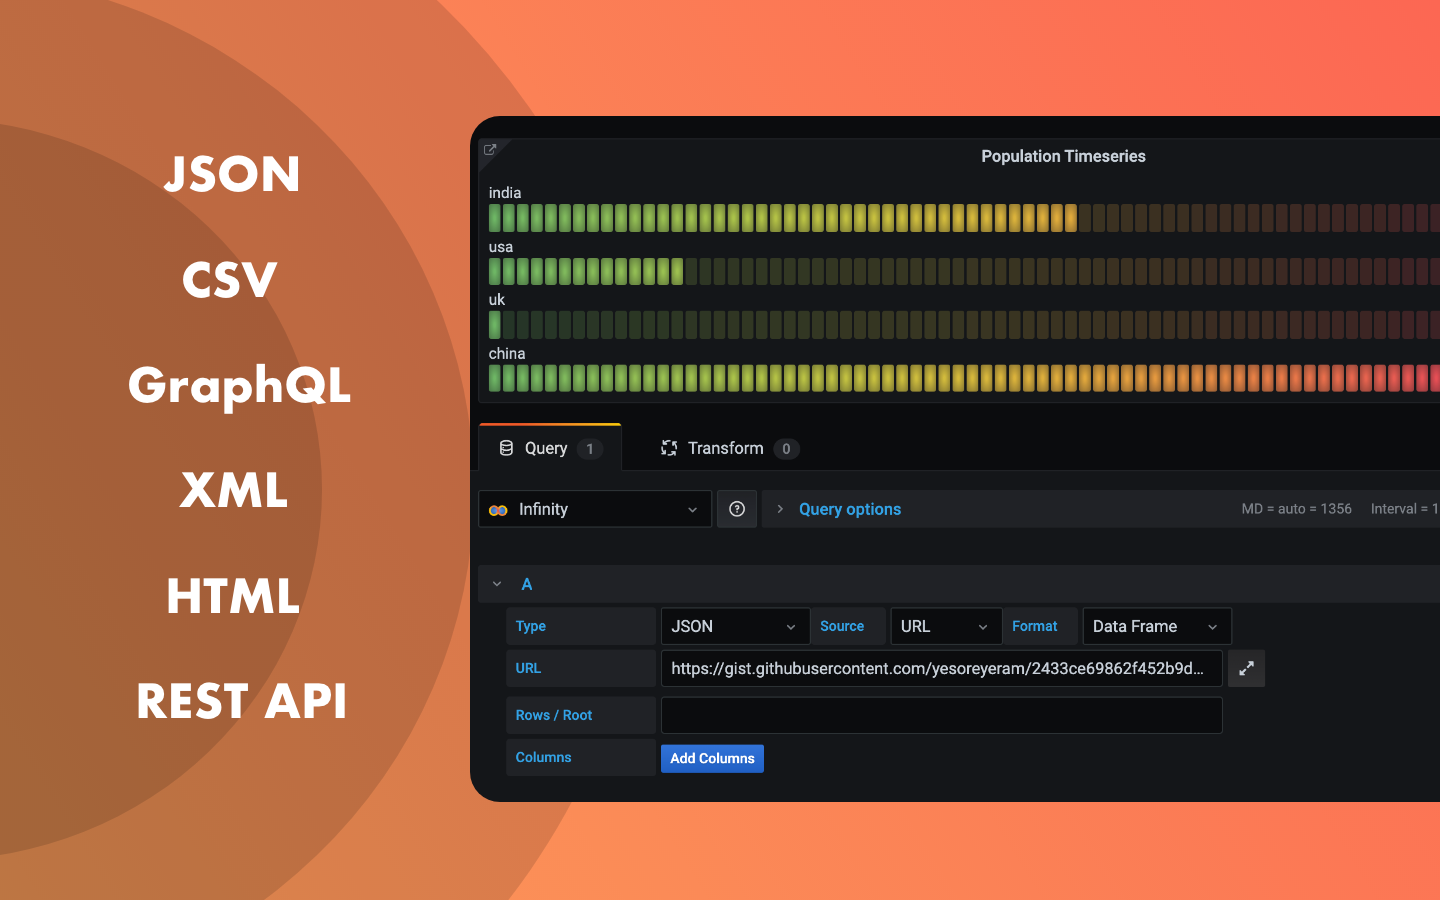 JSON
CSV
GraphQL
XML
HTML
REST API
Population Timeseries
india
usa
uk
china
Query 1 Transform 0
Infinity Query options MD = auto = 1356 Interval = 1
A
Type JSON Source URL Format Data Frame
URL https://gist.githubusercontent.com/yesoreyeram/2433ce69862f452b9d...
Rows / Root
Columns Add Columns